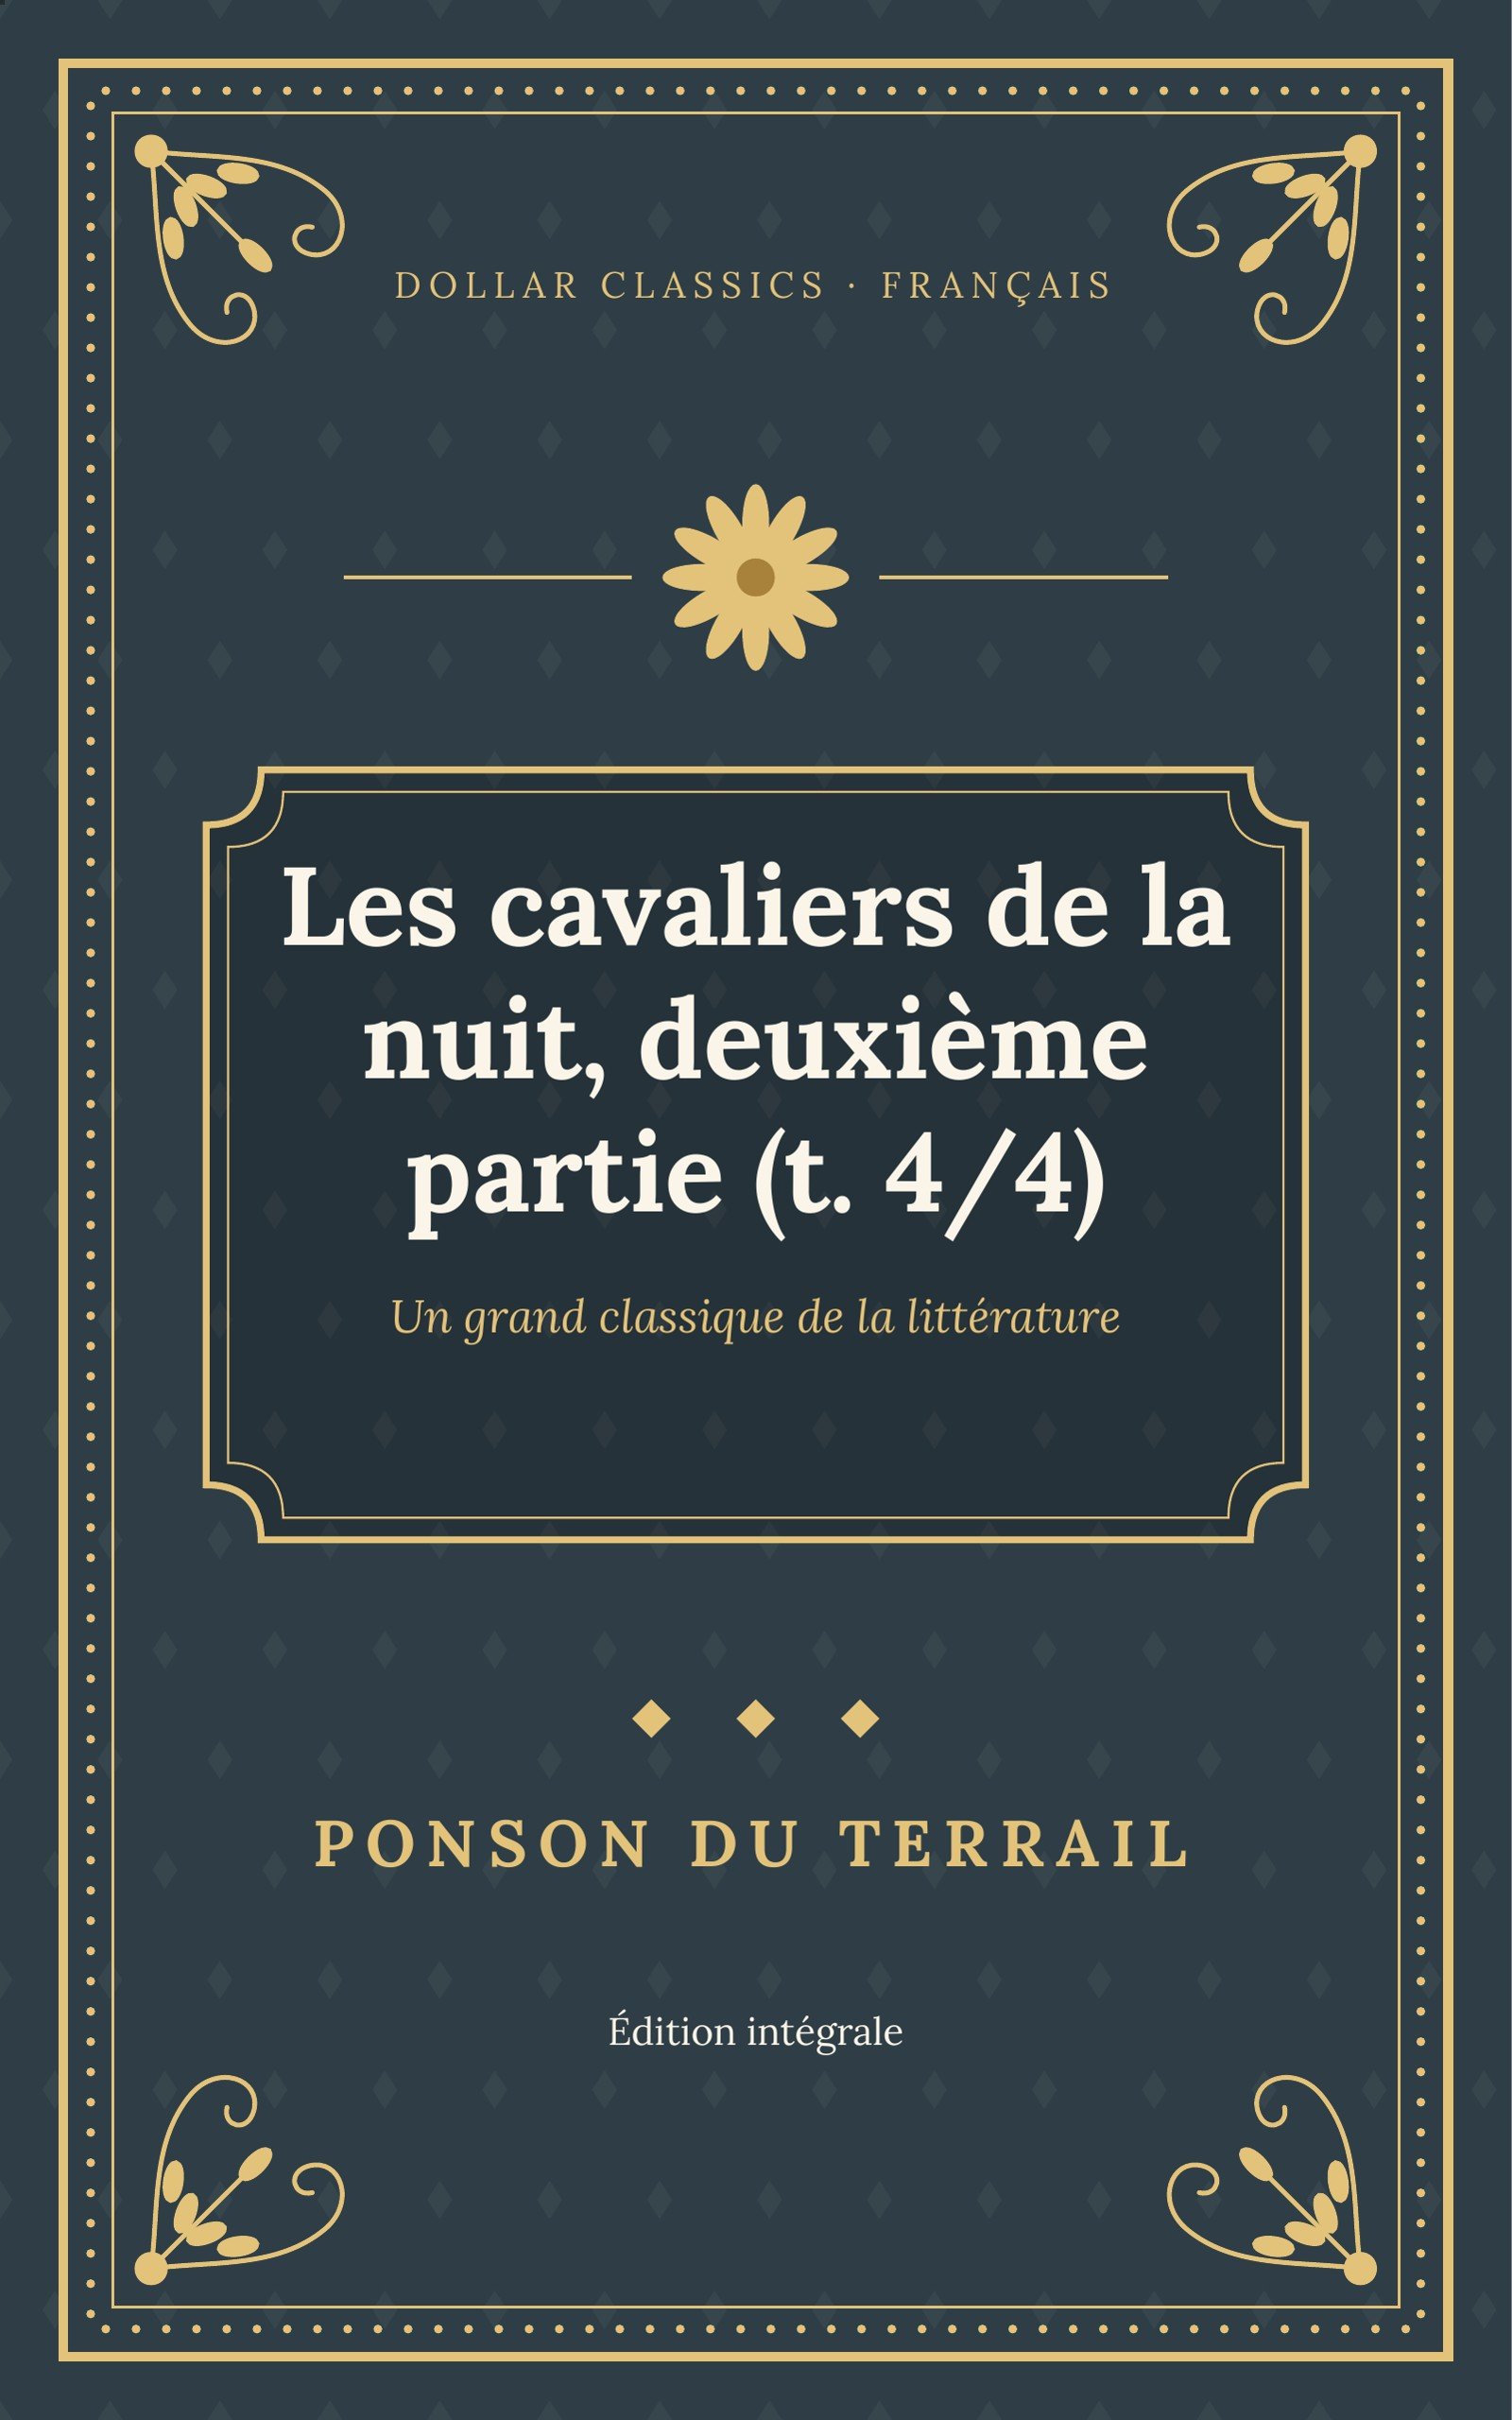 DOLLAR CLASSICS · FRANÇAIS
Les cavaliers de la
nuit, deuxième
partie (t. 4/4)
Un grand classique de la littérature
PONSON DU TERRAIL
Édition intégrale